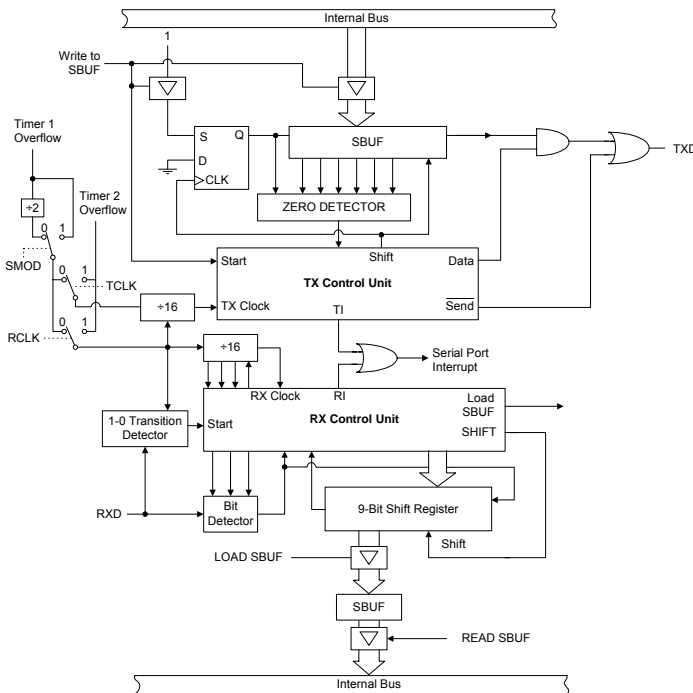 Internal Bus
1
Write to
SBUF
S
Q
D
CLK
SBUF
TXD
Timer 1
Overflow
Timer 2
Overflow
÷2
ZERO DETECTOR
0
1
SMOD
0
1
TCLK
Start
Shift
Data
TX Control Unit
÷16
TX Clock
TI
Send
0
1
RCLK
÷16
Serial Port
Interrupt
RX Clock
RI
Load
SBUF
1-0 Transition
Detector
Start
RX Control Unit
SHIFT
RXD
Bit
Detector
9-Bit Shift Register
Shift
LOAD SBUF
SBUF
READ SBUF
Internal Bus